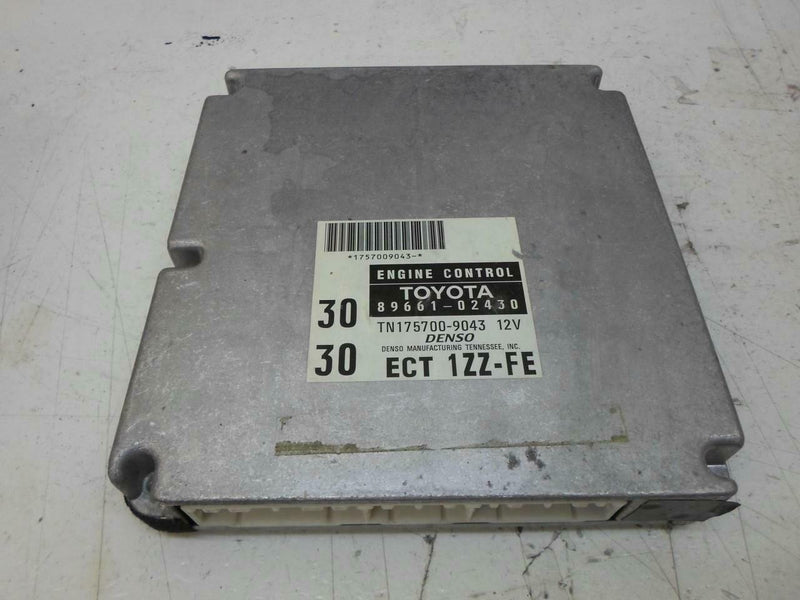 *1757009043-*
ENGINE CONTROL
TOYOTA
89661-02430
30
TN175700-9043 12V
DENSO
DENSO MANUFACTURING TENNESSEE, INC.
30
ECT 1ZZ-FE